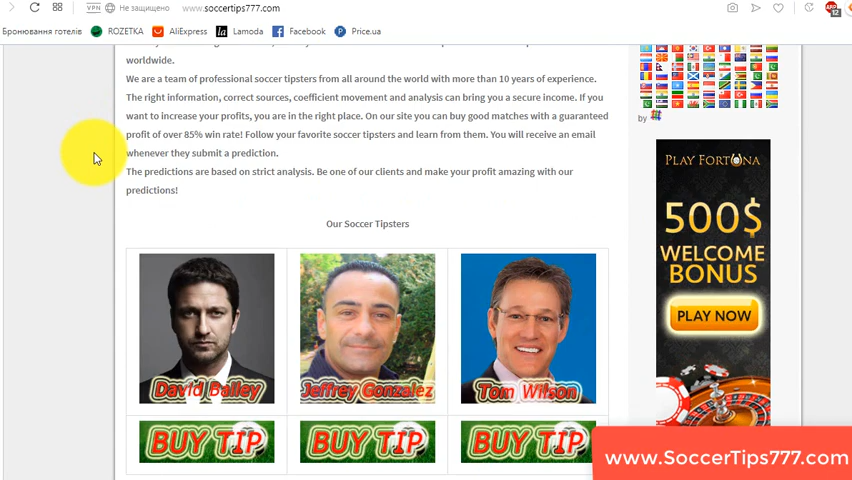 VPN
Не защищено
www.soccertips777.com
Бронювання готелів
ROZETKA
AliExpress
la
Lamoda
Facebook
Price.ua
12
worldwide.
We are a team of professional soccer tipsters from all around the world with more than 10 years of experience.
The right information, correct sources, coefficient movement and analysis can bring you a secure income. If you
want to increase your profits, you are in the right place. On our site you can buy good matches with a guaranteed
profit of over 85% win rate! Follow your favorite soccer tipsters and learn from them. You will receive an email
whenever they submit a prediction.
The predictions are based on strict analysis. Be one of our clients and make your profit amazing with our
predictions!
Our Soccer Tipsters
David Bailey
Jeffrey Gonzalez
Tom Wilson
BUY TIP
BUY TIP
BUY TIP
by
PLAY FORTUNA
500$
WELCOME
BONUS
PLAY NOW
www.SoccerTips777.com